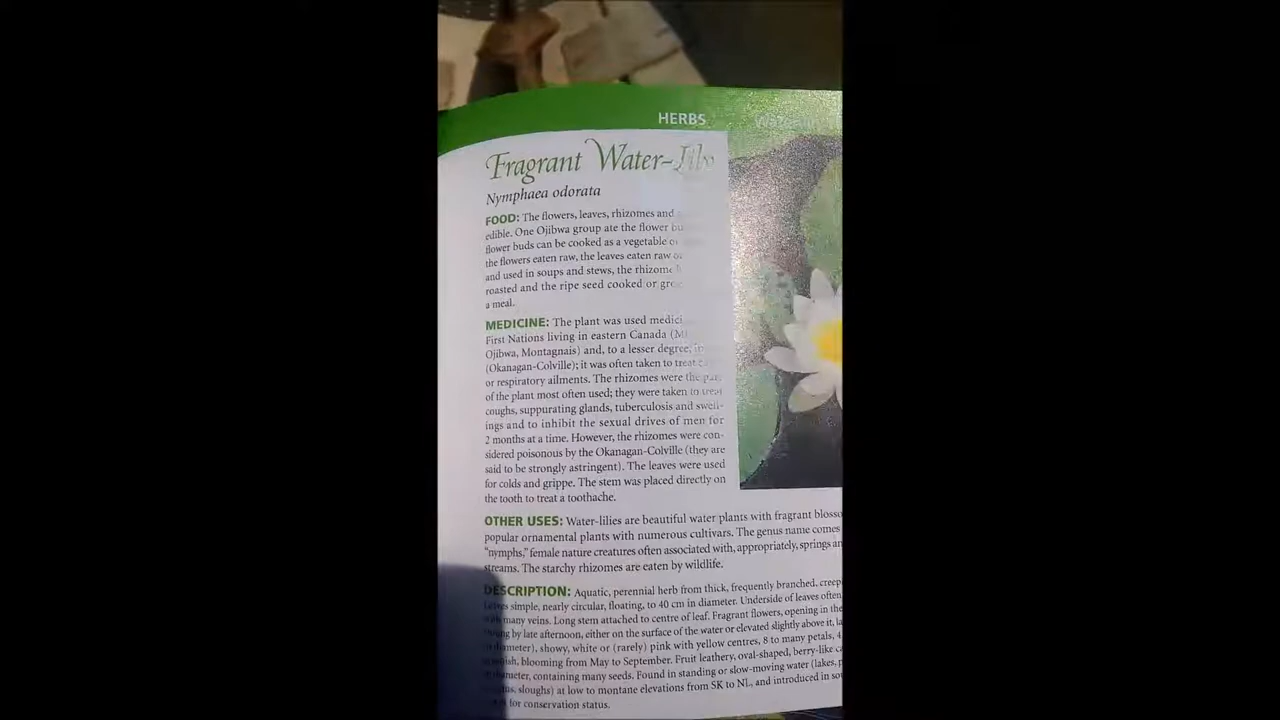 HERBS
Fragrant Water-Lily
Nymphaea odorata
FOOD: The flowers, leaves, rhizomes and
edible. One Ojibwa group ate the flower
flower buds can be cooked as a vegetable
the flowers eaten raw, the leaves eaten raw
and used in soups and stews, the rhizome
roasted and the ripe seed cooked or
a meal.
MEDICINE: The plant was used
First Nations living in eastern Canada
Ojibwa, Montagnais) and, to a lesser degree,
(Okanagan-Colville); it was often taken to treat
or respiratory ailments. The rhizomes were the part
of the plant most often used; they were taken to treat
coughs, suppurating glands, tuberculosis and swell-
ings and to inhibit the sexual drives of men for
2 months at a time. However, the rhizomes were con-
sidered poisonous by the Okanagan-Colville (they are
said to be strongly astringent). The leaves were used
for colds and grippe. The stem was placed directly on
the tooth to treat a toothache.
OTHER USES: Water-lilies are beautiful water plants with fragrant
popular ornamental plants with numerous cultivars. The genus name comes
"nymphs," female nature creatures often associated with, appropriately, springs
streams. The starchy rhizomes are eaten by wildlife.
DESCRIPTION: Aquatic, perennial herb from thick, frequently branched,
simple, nearly circular, floating, to 40 cm in diameter. Underside of leaves often
many veins. Long stem attached to centre of leaf. Fragrant flowers, opening in the
by late afternoon, either on the surface of the water or elevated slightly above it,
diameter), showy, white or (rarely) pink with yellow centres, 8 to many petals, 4
blooming from May to September. Fruit leathery, oval-shaped, berry-like
diameter, containing many seeds. Found in standing or slow-moving water (lakes,
sloughs) at low to montane elevations from SK to NL, and introduced in
for conservation status.